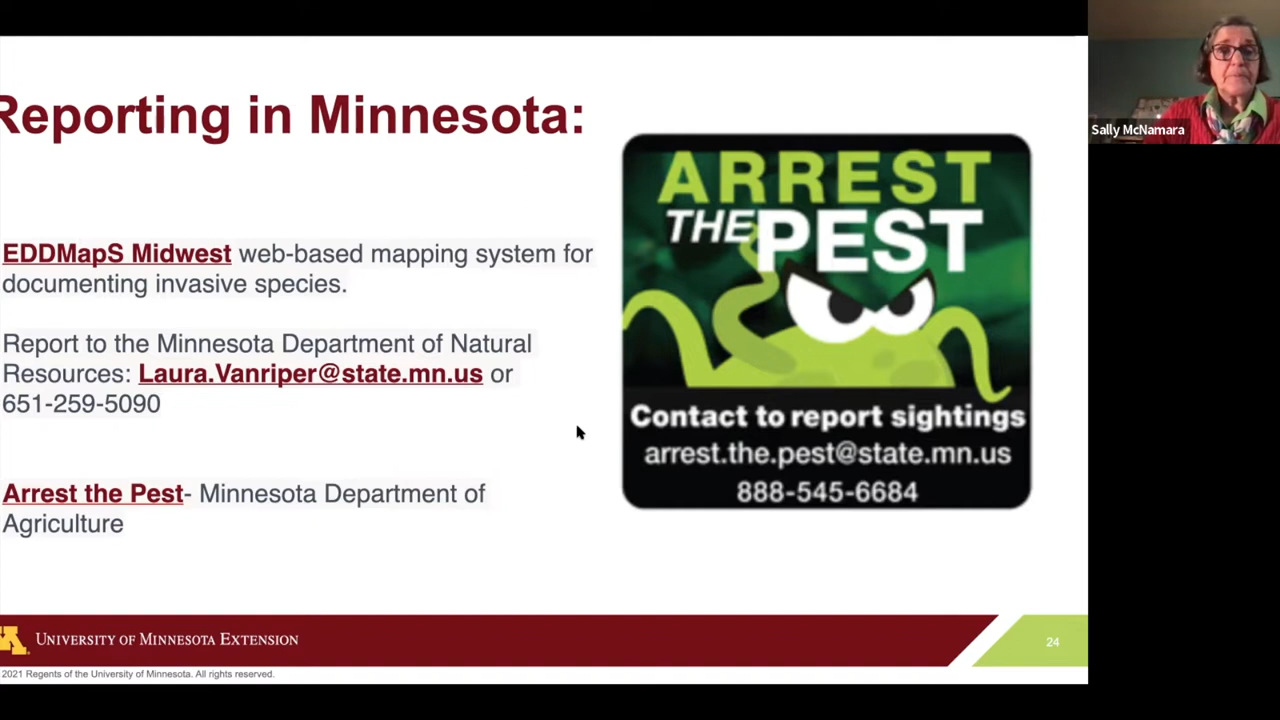 Reporting in Minnesota:
EDDMapS Midwest web-based mapping system for
documenting invasive species.
Report to the Minnesota Department of Natural
Resources: Laura.Vanriper@state.mn.us or
651-259-5090
Arrest the Pest- Minnesota Department of
Agriculture
ARREST
THE PEST
Contact to report sightings
arrest.the.pest@state.mn.us
888-545-6684
UNIVERSITY OF MINNESOTA EXTENSION
24
2021 Regents of the University of Minnesota. All rights reserved.
Sally McNamara